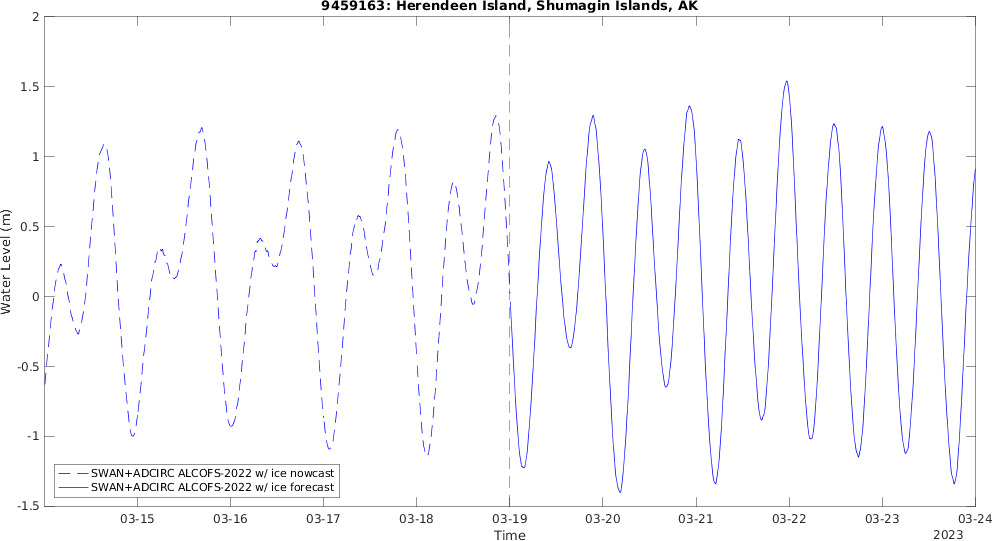 9459163: Herendeen Island, Shumagin Islands, AK
Water Level (m)
2
1.5
1
0.5
0
-0.5
-1
-1.5
SWAN+ADCIRC ALCOFS-2022 w/ ice nowcast
SWAN+ADCIRC ALCOFS-2022 w/ ice forecast
03-15 03-16 03-17 03-18 03-19 03-20 03-21 03-22 03-23 03-24
Time
2023